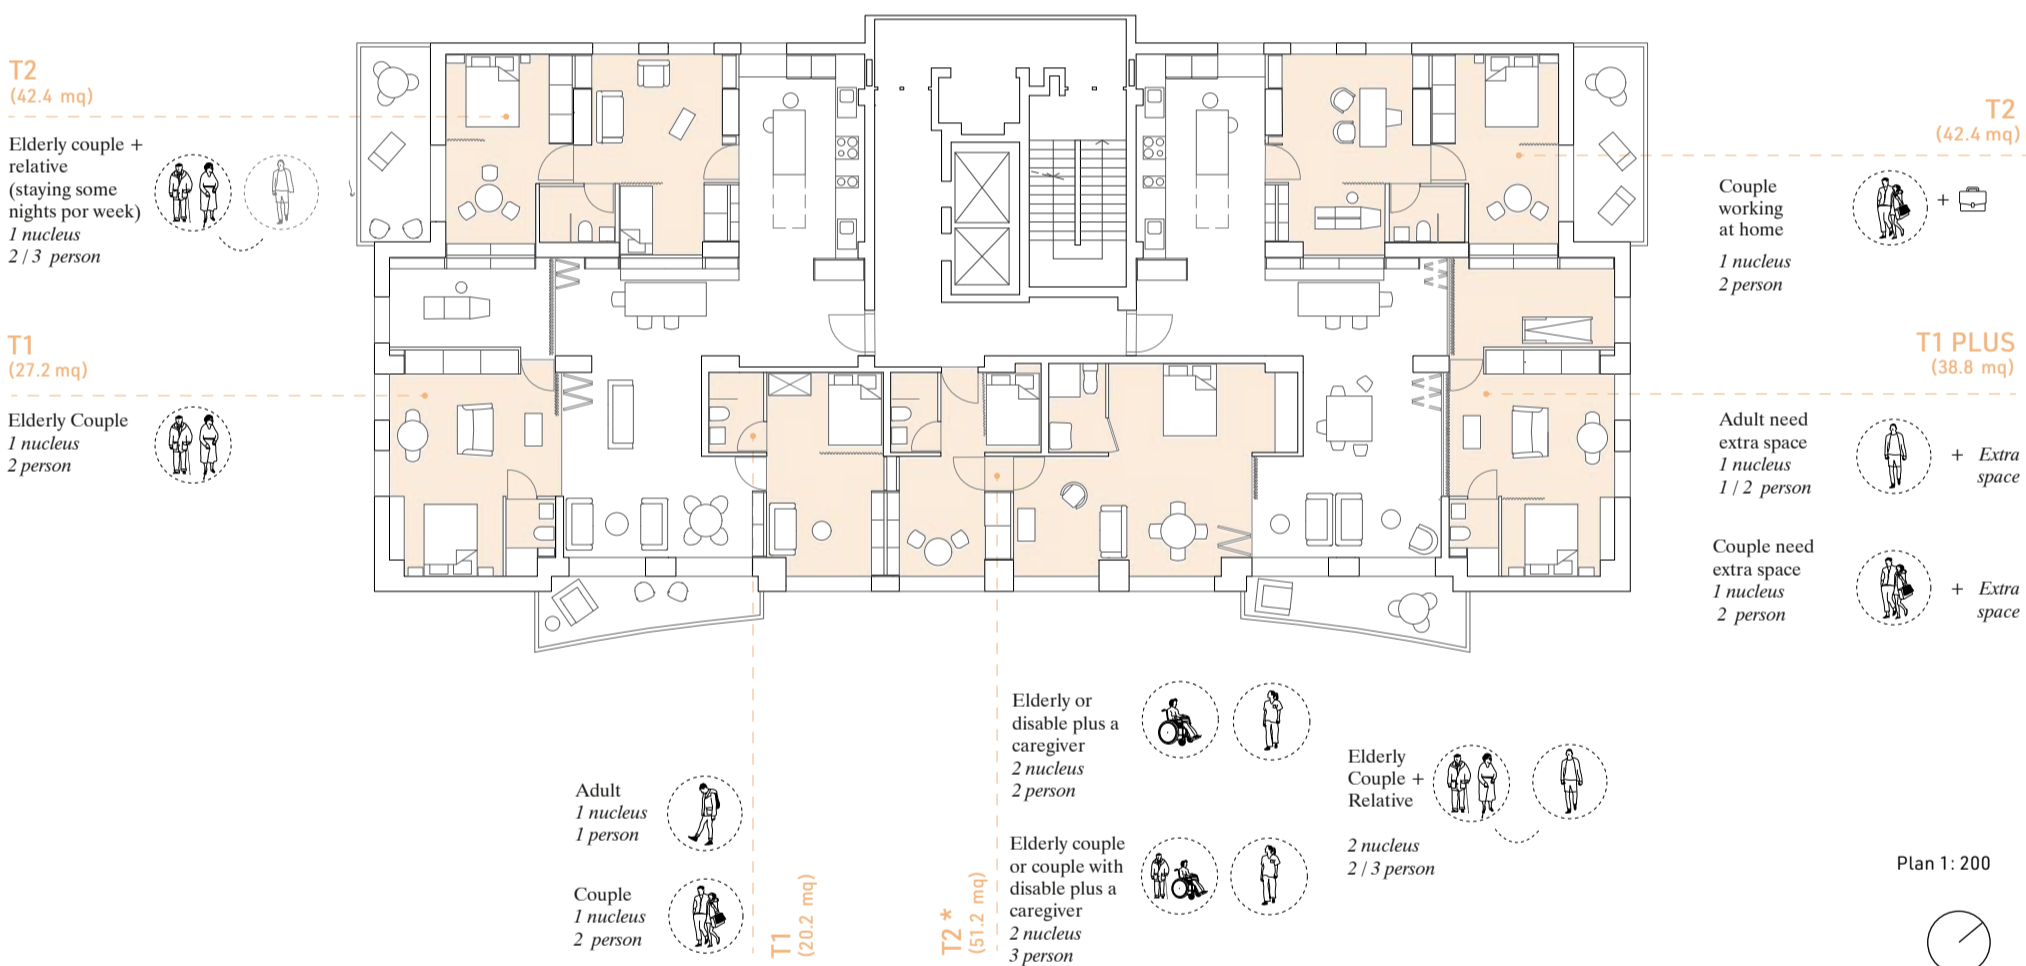 T2
(42.4 mq)
Elderly couple +
relative
(staying some
nights por week)
1 nucleus
2 / 3 person
T1
(27.2 mq)
Elderly Couple
1 nucleus
2 person
T2
(42.4 mq)
Couple
working
at home
+
1 nucleus
2 person
T1 PLUS
(38.8 mq)
Adult need
extra space
1 nucleus
1 / 2 person
+ Extra
space
Couple need
extra space
1 nucleus
2 person
+ Extra
space
Adult
1 nucleus
1 person
Couple
1 nucleus
2 person
T1
(20.2 mq)
T2 *
(51.2 mq)
Elderly or
disable plus a
caregiver
2 nucleus
2 person
Elderly couple
or couple with
disable plus a
caregiver
2 nucleus
3 person
Elderly
Couple +
Relative
2 nucleus
2 / 3 person
Plan 1: 200